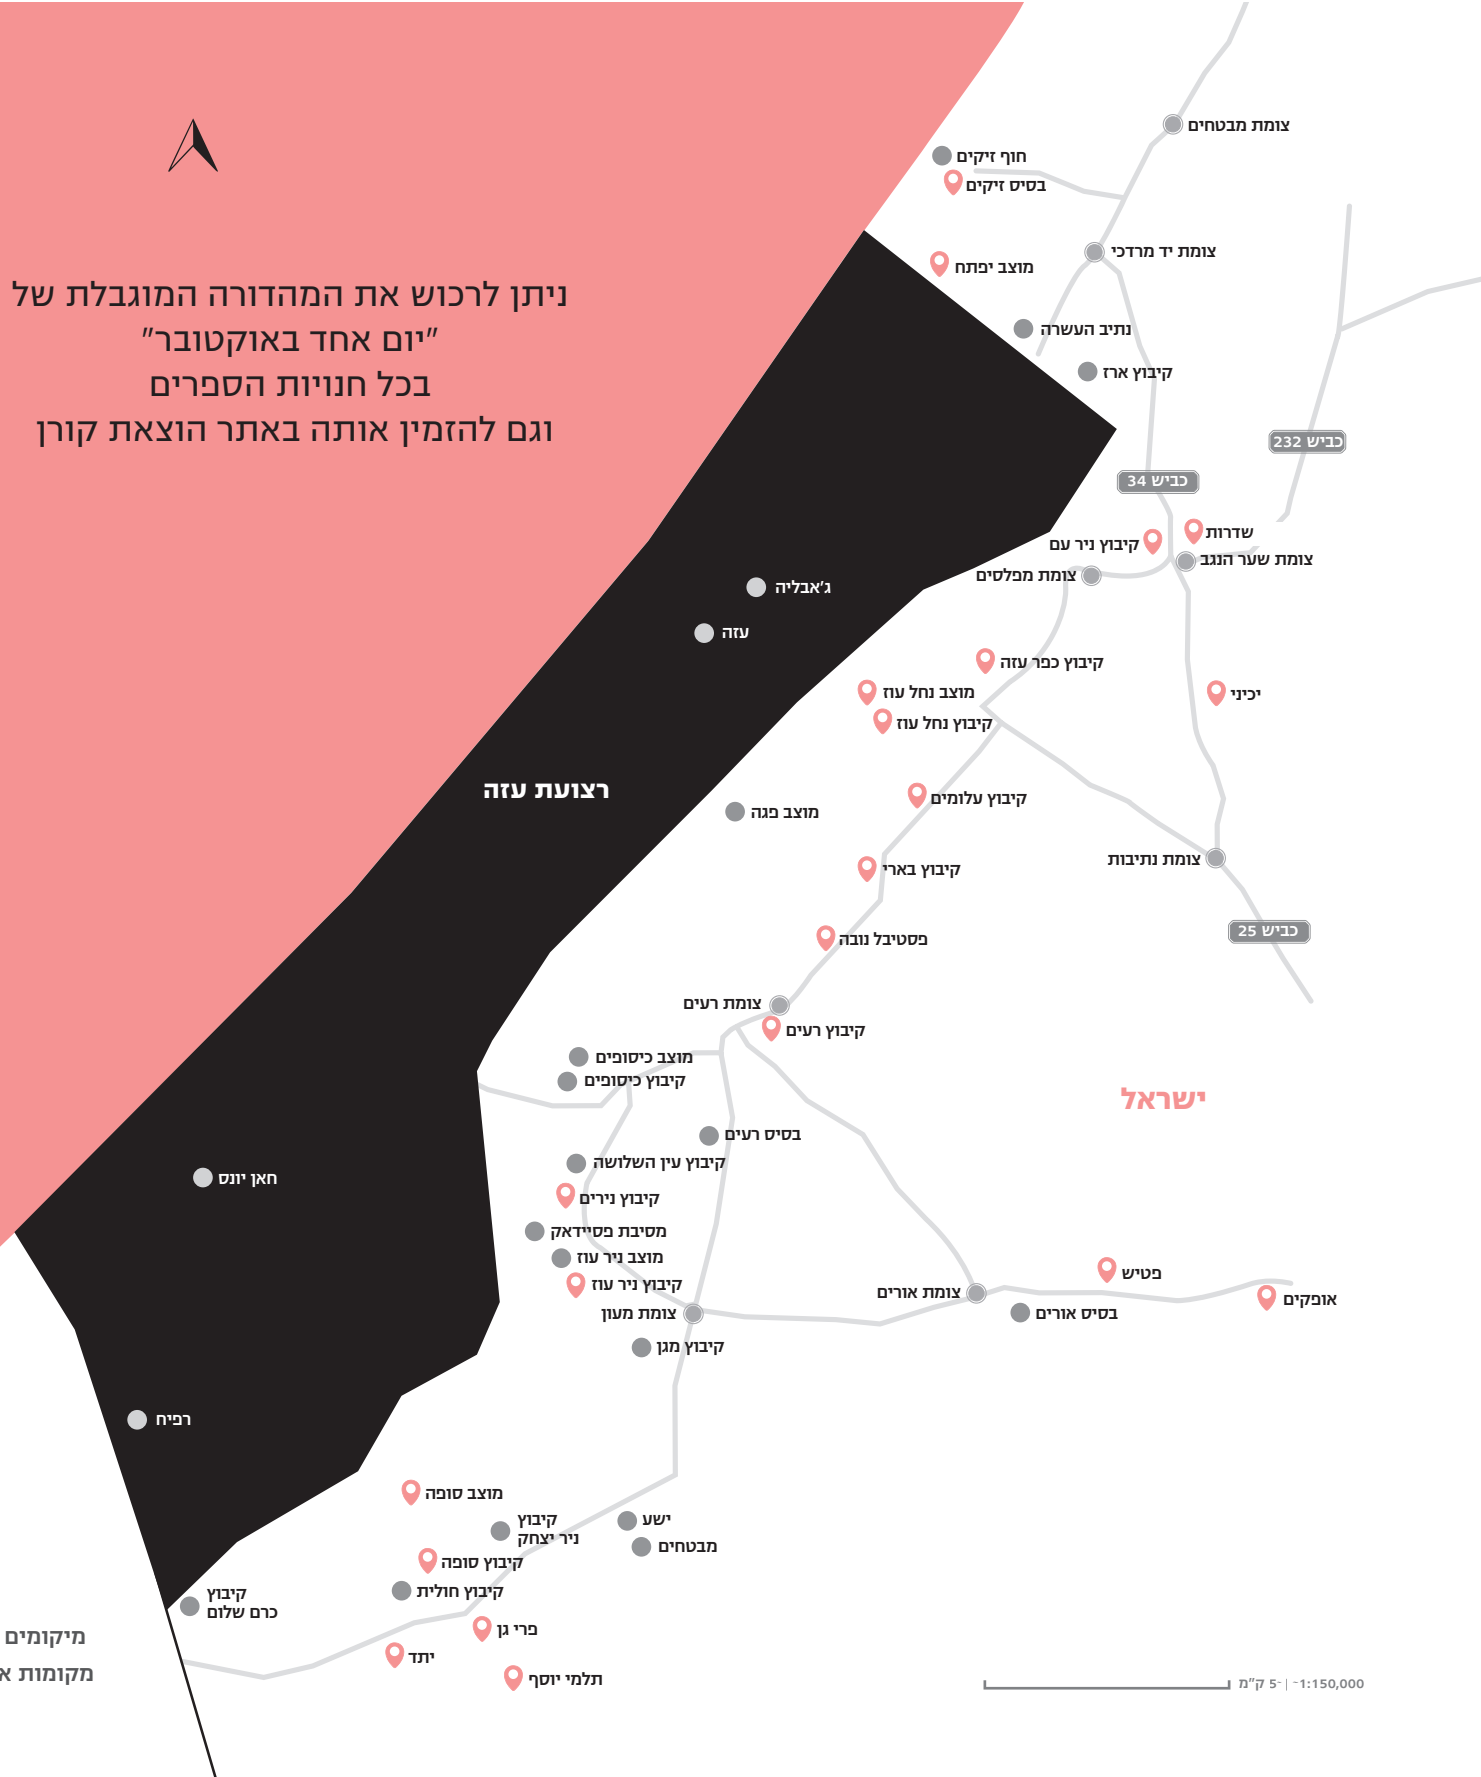 צומת מבטחים
חוף זיקים
בסיס זיקים
צומת יד מרדכי
מוצב יפתח
ניתן לרכוש את המהדורה המוגבלת של
"יום אחד באוקטובר"
בכל חנויות הספרים
וגם להזמין אותה באתר הוצאת קורן
נתיב העשרה
קיבוץ ארז
כביש 232
כביש 34
שדרות
קיבוץ ניר עם
צומת שער הנגב
צומת מפלסים
ג'אבליה
עזה
קיבוץ כפר עזה
מוצב נחל עוז
יכיני
קיבוץ נחל עוז
רצועת עזה
קיבוץ עלומים
מוצב פגה
צומת נתיבות
קיבוץ בארי
כביש 25
פסטיבל נובה
צומת רעים
קיבוץ רעים
מוצב כיסופים
קיבוץ כיסופים
ישראל
בסיס רעים
קיבוץ עין השלושה
חאן יונס
קיבוץ נירים
מסיבת פסיידאק
מוצב ניר עוז
פטיש
קיבוץ ניר עוז
צומת אורים
אופקים
צומת מעון
בסיס אורים
קיבוץ מגן
רפיח
מוצב סופה
קיבוץ
ניר יצחק
ישע
מבטחים
קיבוץ סופה
קיבוץ חולית
קיבוץ
כרם שלום
פרי גן
יתד
תלמי יוסף
מיקומים
מקומות
1:150,000~ | ~5 ק"מ